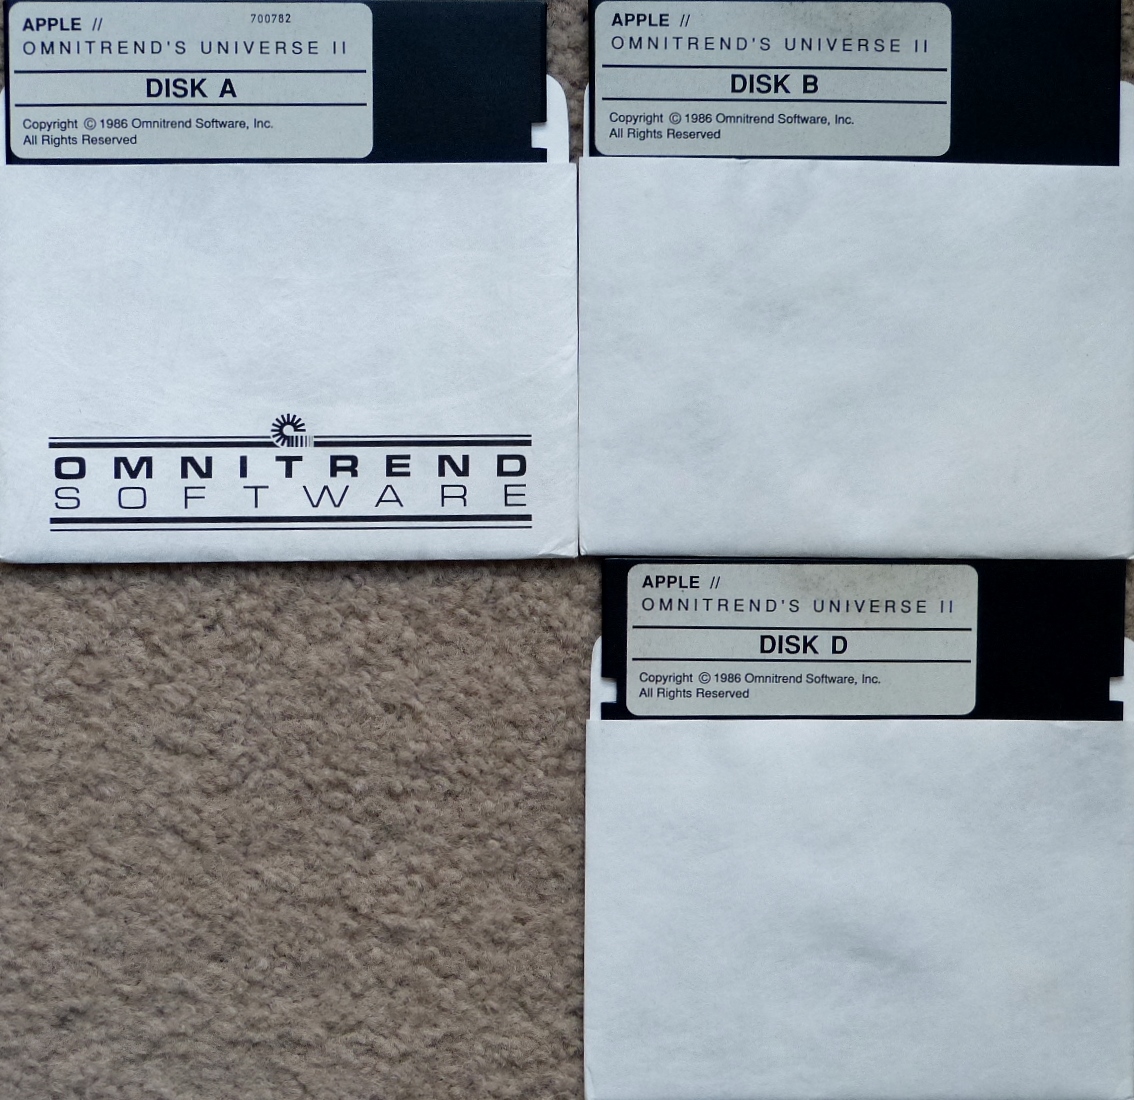 APPLE // 700782
OMNITREND'S UNIVERSE II
DISK A
Copyright © 1986 Omnitrend Software, Inc.
All Rights Reserved
OMNITREND
SOFTWARE
APPLE //
OMNITREND'S UNIVERSE II
DISK B
Copyright © 1986 Omnitrend Software, Inc.
All Rights Reserved
APPLE //
OMNITREND'S UNIVERSE II
DISK D
Copyright © 1986 Omnitrend Software, Inc.
All Rights Reserved